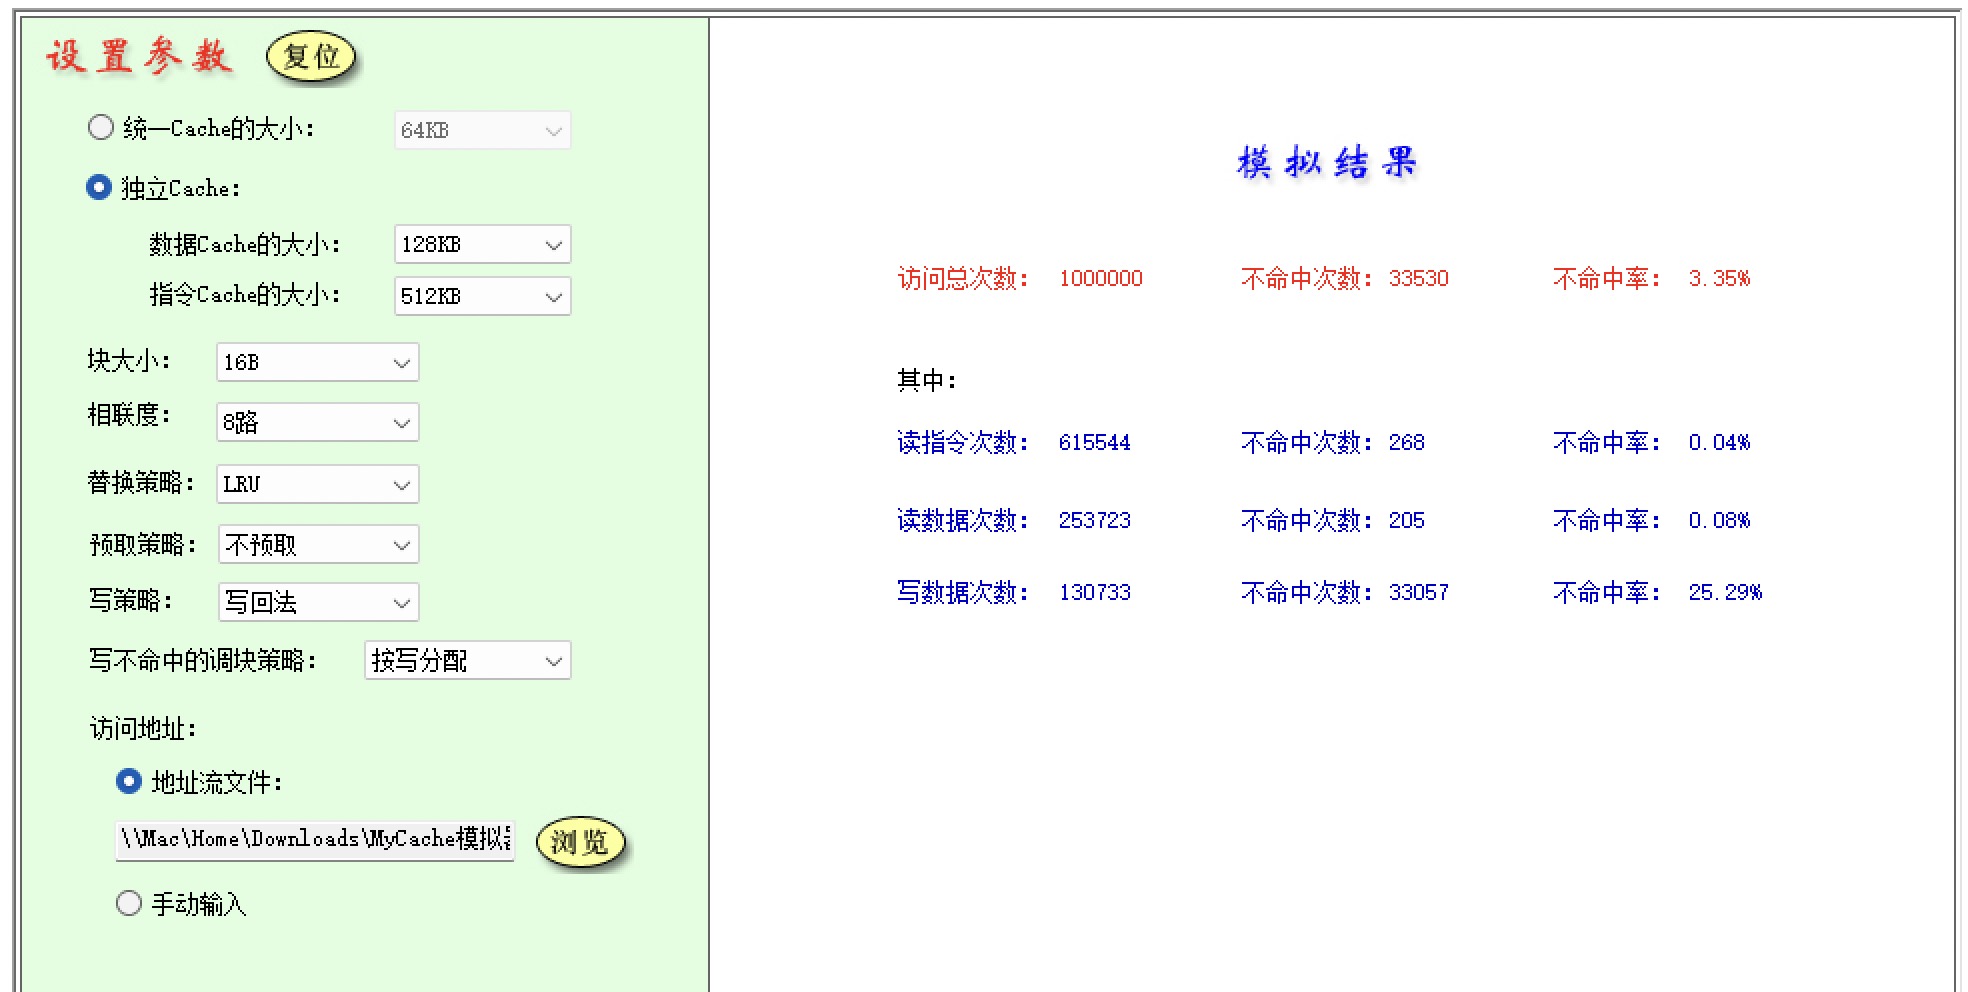 设置参数 复位
统一Cache的大小: 64KB
独立Cache:
数据Cache的大小: 128KB
指令Cache的大小: 512KB
块大小: 16B
相联度: 8路
替换策略: LRU
预取策略: 不预取
写策略: 写回法
写不命中的调块策略: 按写分配
访问地址:
地址流文件:
\\Mac\Home\Downloads\MyCache模拟 浏览
手动输入
模拟结果
访问总次数: 1000000 不命中次数: 33530 不命中率: 3.35%
其中:
读指令次数: 615544 不命中次数: 268 不命中率: 0.04%
读数据次数: 253723 不命中次数: 205 不命中率: 0.08%
写数据次数: 130733 不命中次数: 33057 不命中率: 25.29%